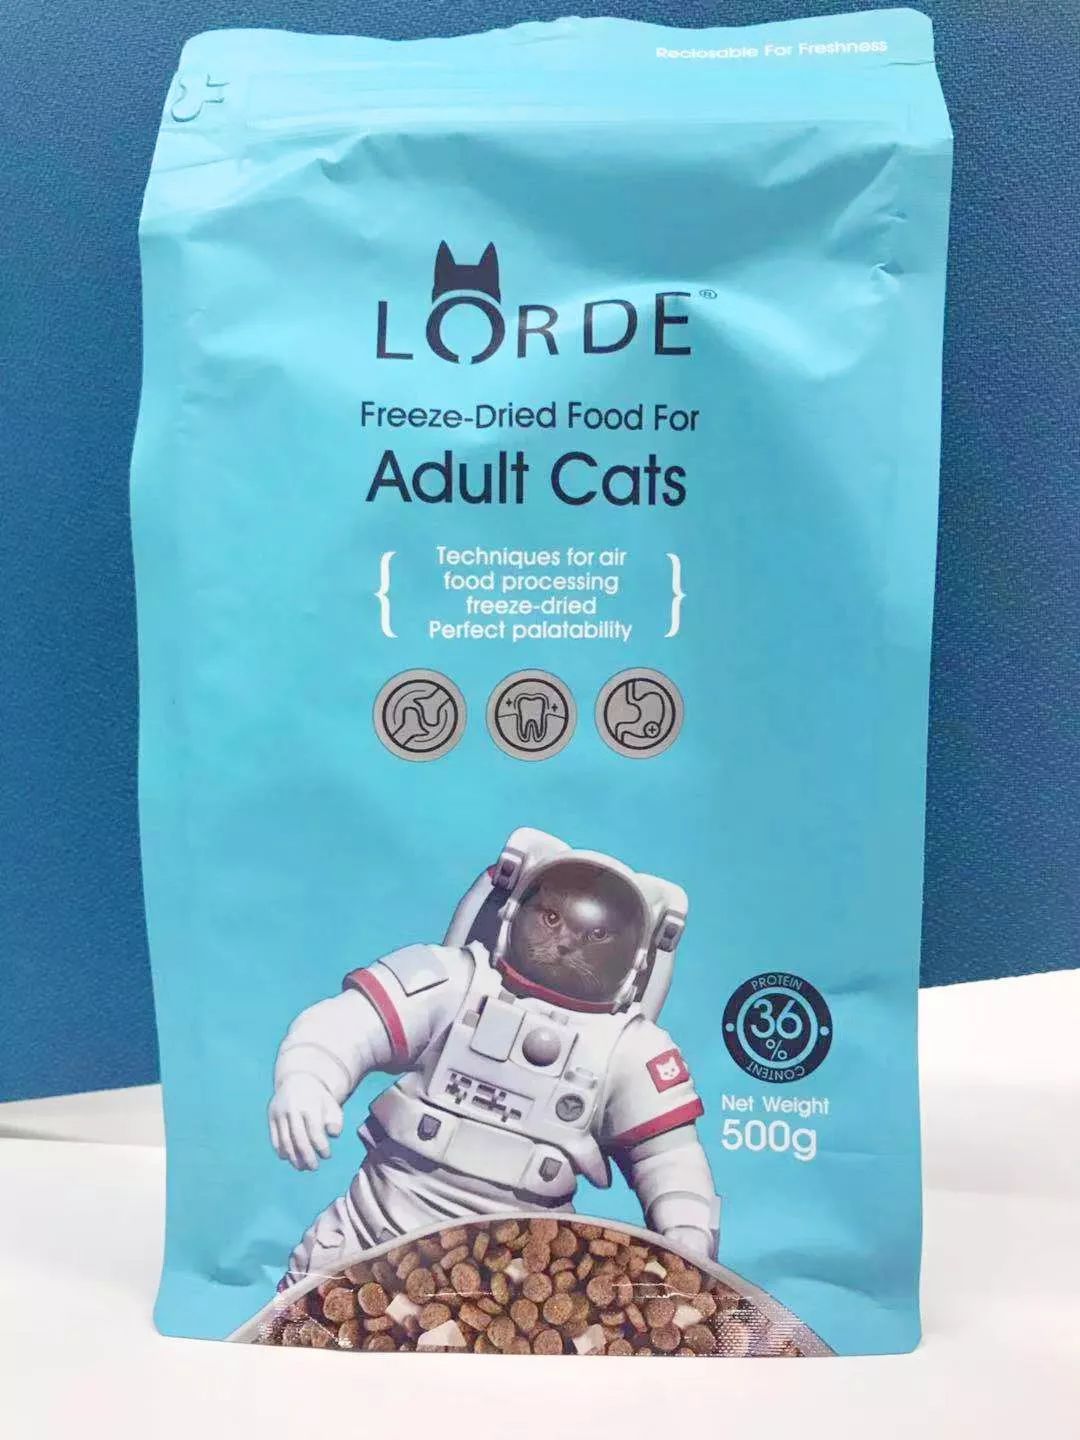 Reclosable For Freshness
LORDE®
Freeze-Dried Food For
Adult Cats
Techniques for air
food processing
freeze-dried
Perfect palatability
PROTEIN
36
%
CONTENT
Net Weight
500g